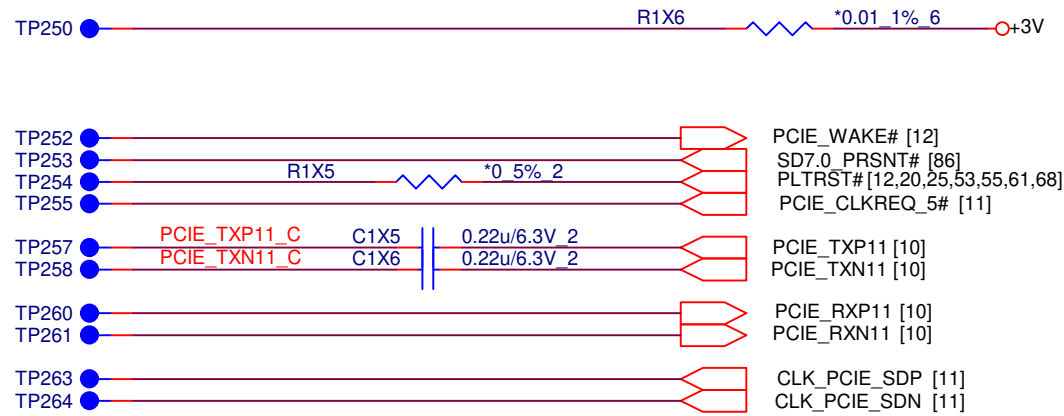 TP250 R1X6 *0.01_1%_6 +3V
TP252 PCIE_WAKE# [12]
TP253 SD7.0_PRSNT# [86]
TP254 R1X5 *0_5%_2 PLTRST# [12,20,25,53,55,61,68]
TP255 PCIE_CLKREQ_5# [11]
TP257 PCIE_TXP11_C C1X5 0.22u/6.3V_2 PCIE_TXP11 [10]
TP258 PCIE_TXN11_C C1X6 0.22u/6.3V_2 PCIE_TXN11 [10]
TP260 PCIE_RXP11 [10]
TP261 PCIE_RXN11 [10]
TP263 CLK_PCIE_SDP [11]
TP264 CLK_PCIE_SDN [11]